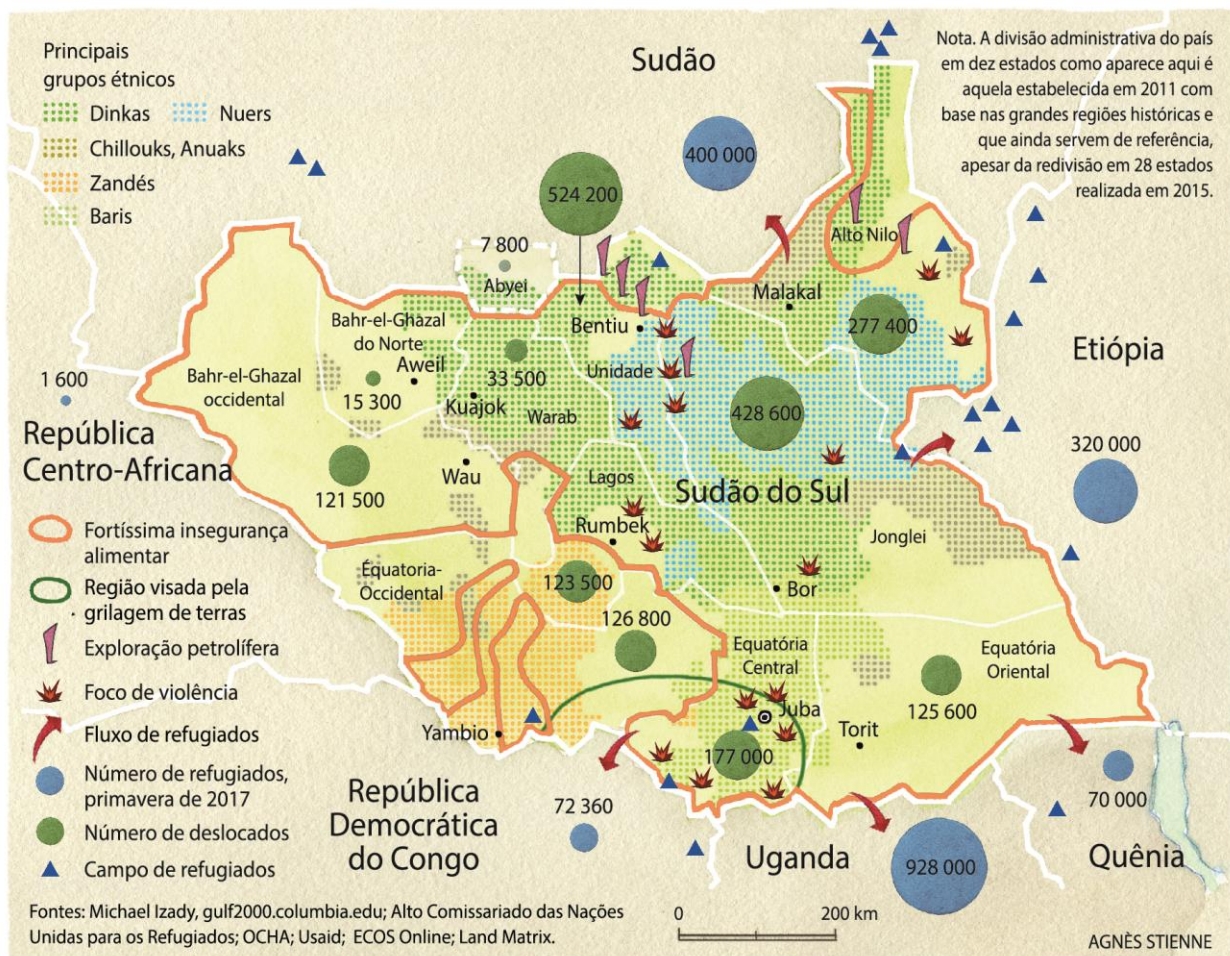 Principais
grupos étnicos
Dinkas
Nuers
Chillouks, Anuaks
Zandés
Baris
Sudão
Nota. A divisão administrativa do país
em dez estados como aparece aqui é
aquela estabelecida em 2011 com
base nas grandes regiões históricas e
que ainda servem de referência,
apesar da redivisão em 28 estados
realizada em 2015.
400 000
524 200
7 800
Abyei
Alto Nilo
Malakal
277 400
Bentiu
Unidade
Etiópia
Bahr-el-Ghazal
do Norte
Aweil
15 300
Bahr-el-Ghazal
occidental
33 500
Kuajok
Warab
428 600
1 600
República
Centro-Africana
121 500
Wau
Lagos
Rumbek
Sudão do Sul
Jonglei
320 000
Bor
Équatoria-
Occidental
123 500
126 800
Equatória
Central
Equatória
Oriental
125 600
Juba
Torit
177 000
Yambio
Fortíssima insegurança
alimentar
Região visada pela
grilagem de terras
Exploração petrolífera
Foco de violência
Fluxo de refugiados
Número de refugiados,
primavera de 2017
Número de deslocados
Campo de refugiados
República
Democrática
do Congo
72 360
Uganda
928 000
70 000
Quênia
Fontes: Michael Izady, gulf2000.columbia.edu; Alto Comissariado das Nações
Unidas para os Refugiados; OCHA; Usaid; ECOS Online; Land Matrix.
0 200 km
AGNÈS STIENNE